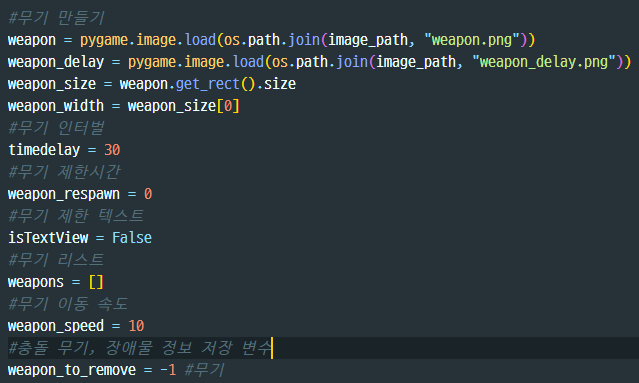 #무기 만들기
weapon = pygame.image.load(os.path.join(image_path, "weapon.png"))
weapon_delay = pygame.image.load(os.path.join(image_path, "weapon_delay.png"))
weapon_size = weapon.get_rect().size
weapon_width = weapon_size[0]
#무기 인터벌
timedelay = 30
#무기 제한시간
weapon_respawn = 0
#무기 제한 텍스트
isTextView = False
#무기 리스트
weapons = []
#무기 이동 속도
weapon_speed = 10
#충돌 무기, 장애물 정보 저장 변수
weapon_to_remove = -1 #무기